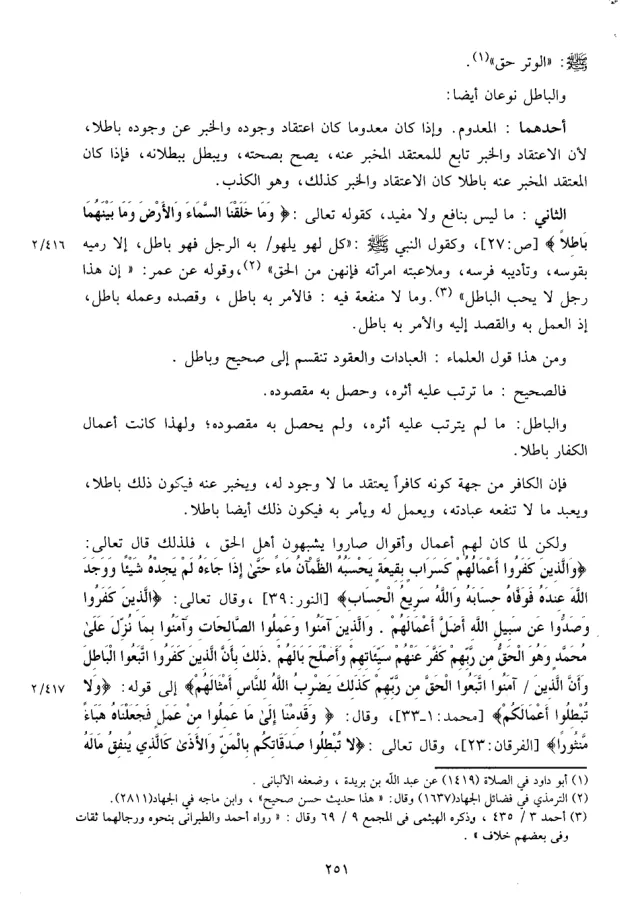 ﷺ: «الوتر حق»(١).
والباطل نوعان أيضا:
أحدهما : المعدوم. وإذا كان معدوما كان اعتقاد وجوده والخبر عن وجوده باطلا،
لأن الاعتقاد والخبر تابع للمعتقد المخبر عنه، يصح بصحته، ويبطل ببطلانه، فإذا كان
المعتقد المخبر عنه باطلا كان الاعتقاد والخبر كذلك، وهو الكذب.
الثاني : ما ليس بنافع ولا مفيد، كقوله تعالى :﴿ وَمَا خَلَقْنَا السَّمَاءَ وَالأَرْضَ وَمَا بَيْنَهُمَا
بَاطِلاً ﴾ [ص:٢٧]، وكقول النبي ﷺ :«كل لهو يلهو/ به الرجل فهو باطل، إلا رميه
٢/٤١٦
بقوسه، وتأديبه فرسه، وملاعبته امرأته فإنهن من الحق» (٢)،وقوله عن عمر: « إن هذا
رجل لا يحب الباطل» (٣).وما لا منفعة فيه : فالأمر به باطل ، وقصده وعمله باطل،
إذ العمل به والقصد إليه والأمر به باطل.
ومن هذا قول العلماء : العبادات والعقود تنقسم إلى صحيح وباطل .
فالصحيح : ما ترتب عليه أثره، وحصل به مقصوده.
والباطل: ما لم يترتب عليه أثره، ولم يحصل به مقصوده؛ ولهذا كانت أعمال
الكفار باطلا.
فإن الكافر من جهة كونه كافراً يعتقد ما لا وجود له، ويخبر عنه فيكون ذلك باطلا،
ويعبد ما لا تنفعه عبادته، ويعمل له ويأمر به فيكون ذلك أيضا باطلا.
ولكن لما كان لهم أعمال وأقوال صاروا يشبهون أهل الحق ، فلذلك قال تعالى:
﴿وَالَّذِينَ كَفَرُوا أَعْمَالُهُمْ كَسَرَابٍ بِقِيعَةٍ يَحْسَبُهُ الظَّمْآنُ مَاءً حَتَّىٰ إِذَا جَاءَهُ لَمْ يَجِدْهُ شَيْئًا وَوَجَدَ
اللَّهَ عِندَهُ فَوَفَّاهُ حِسَابَهُ وَاللَّهُ سَرِيعُ الْحِسَابِ﴾ [النور:٣٩] ،وقال تعالى: ﴿الَّذِينَ كَفَرُوا
وَصَدُّوا عَن سَبِيلِ اللَّهِ أَضَلَّ أَعْمَالَهُمْ . وَالَّذِينَ آمَنُوا وَعَمِلُوا الصَّالِحَاتِ وَآمَنُوا بِمَا نُزِّلَ عَلَىٰ
مُحَمَّدٍ وَهُوَ الْحَقُّ مِن رَّبِّهِمْ كَفَّرَ عَنْهُمْ سَيِّئَاتِهِمْ وَأَصْلَحَ بَالَهُمْ .ذَلِكَ بِأَنَّ الَّذِينَ كَفَرُوا اتَّبَعُوا الْبَاطِلَ
وَأَنَّ الَّذِينَ / آمَنُوا اتَّبَعُوا الْحَقَّ مِن رَّبِّهِمْ كَذَلِكَ يَضْرِبُ اللَّهُ لِلنَّاسِ أَمْثَالَهُمْ﴾ إلى قوله: ﴿وَلا
٢/٤١٧
تُبْطِلُوا أَعْمَالَكُمْ﴾ [محمد:١ــ٣٣]، وقال: ﴿ وَقَدِمْنَا إِلَىٰ مَا عَمِلُوا مِنْ عَمَلٍ فَجَعَلْنَاهُ هَبَاءً
مَّنثُورًا﴾ [الفرقان:٢٣]، وقال تعالى :﴿لا تُبْطِلُوا صَدَقَاتِكُم بِالْمَنِّ وَالأَذَىٰ كَالَّذِي يُنفِقُ مَالَهُ
(١) أبو داود في الصلاة (١٤١٩) عن عبد الله بن بريدة ، وضعفه الألبانى .
(٢) الترمذي في فضائل الجهاد(١٦٣٧) وقال: « هذا حديث حسن صحيح» ، وابن ماجه في الجهاد(٢٨١١).
(٣) أحمد ٣ / ٤٣٥ ، وذكره الهيثمى فى المجمع ٩ / ٦٩ وقال : « رواه أحمد والطبرانى بنحوه ورجالهما ثقات
وفى بعضهم خلاف » .
٢٥١